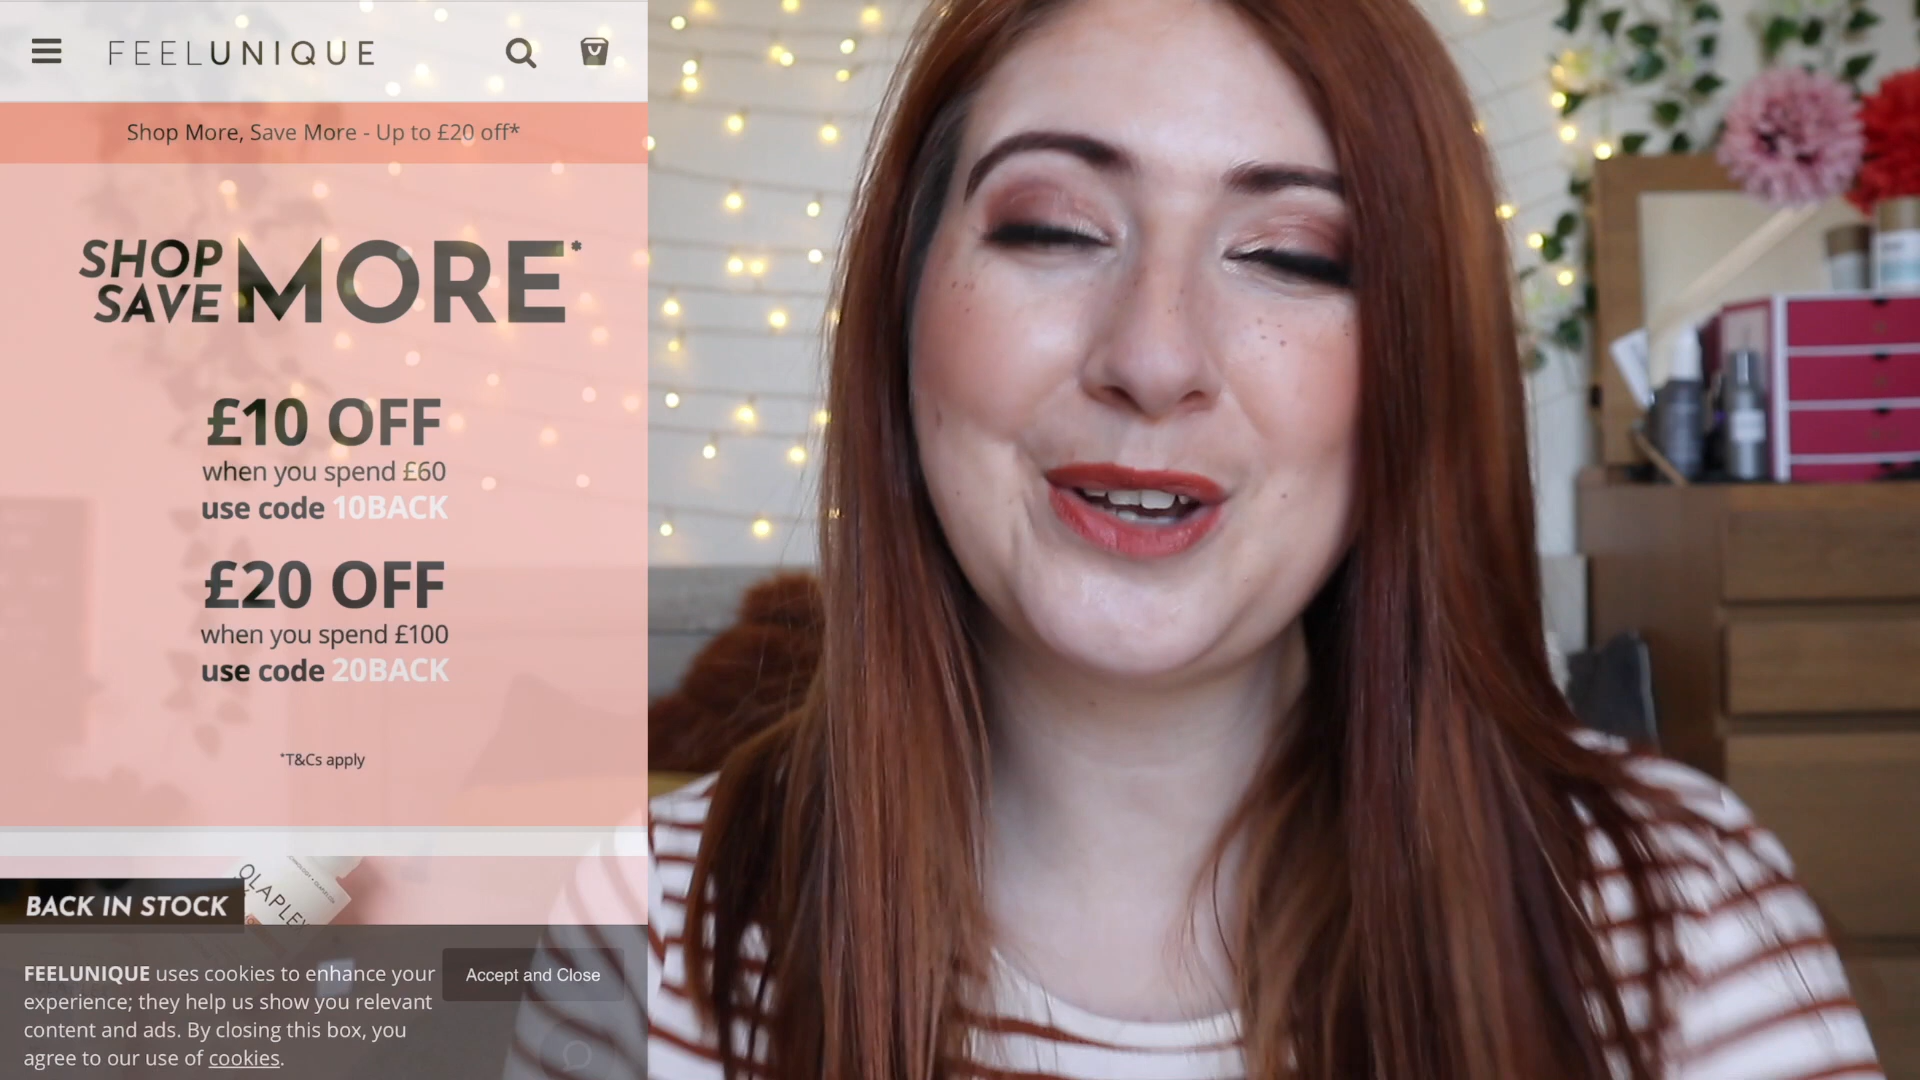 FEELUNIQUE
Shop More, Save More - Up to £20 off*
SHOP
SAVE MORE*
£10 OFF
when you spend £60
use code 10BACK
£20 OFF
when you spend £100
use code 20BACK
*T&Cs apply
OLAPLEX
BACK IN STOCK
FEELUNIQUE uses cookies to enhance your
experience; they help us show you relevant
content and ads. By closing this box, you
agree to our use of cookies.
Accept and Close